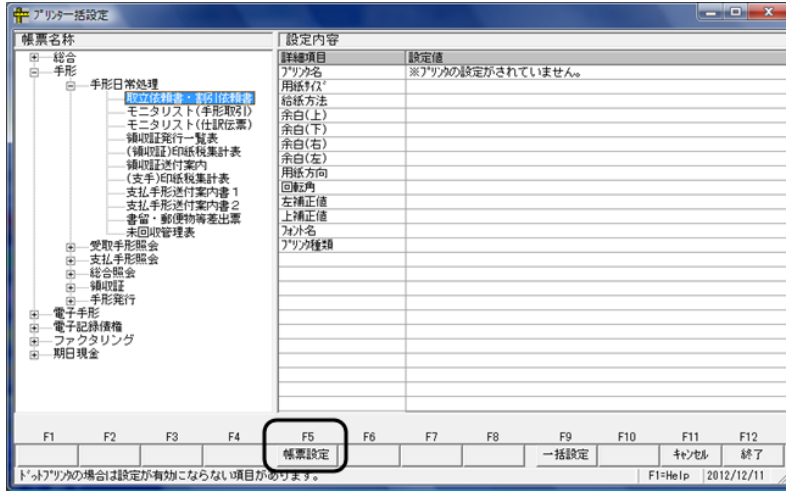 ﾌﾟﾘﾝﾀ一括設定
帳票名称
設定内容
総合
手形
手形日常処理
取立依頼書・割引依頼書
モニタリスト(手形取引)
モニタリスト(仕訳伝票)
領収証発行一覧表
(領収証)印紙税集計表
領収証送付案内
(支手)印紙税集計表
支払手形送付案内書1
支払手形送付案内書2
書留・郵便物等差出票
未回収管理表
受取手形照会
支払手形照会
総合照会
領収証
手形発行
電子手形
電子記録債権
ファクタリング
期日現金
詳細項目 設定値
ﾌﾟﾘﾝﾀ名 ※ﾌﾟﾘﾝﾀの設定がされていません。
用紙ｻｲｽﾞ
給紙方法
余白(上)
余白(下)
余白(右)
余白(左)
用紙方向
回転角
左補正値
上補正値
ﾌｫﾝﾄ名
ﾌﾟﾘﾝﾀ種類
F1 F2 F3 F4 F5 F6 F7 F8 F9 F10 F11 F12
帳票設定 一括設定 ｷｬﾝｾﾙ 終了
ﾄﾞｯﾄﾌﾟﾘﾝﾀの場合は設定が有効にならない項目があります。 F1=Help 2012/12/11